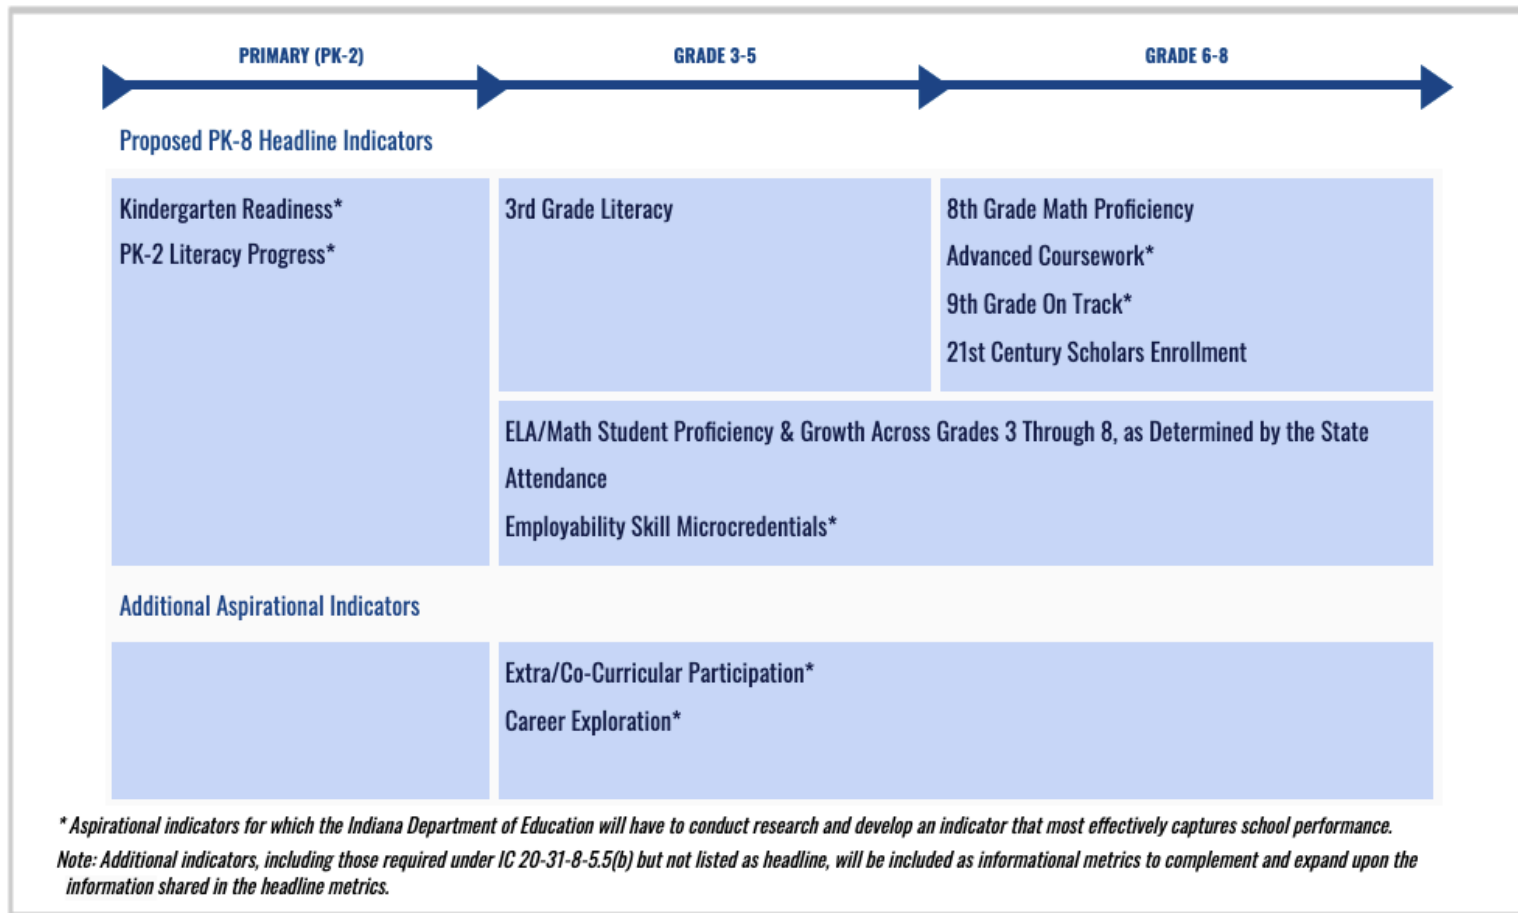 PRIMARY (PK-2)
GRADE 3-5
GRADE 6-8
Proposed PK-8 Headline Indicators
Kindergarten Readiness*
PK-2 Literacy Progress*
3rd Grade Literacy
8th Grade Math Proficiency
Advanced Coursework*
9th Grade On Track*
21st Century Scholars Enrollment
ELA/Math Student Proficiency & Growth Across Grades 3 Through 8, as Determined by the State
Attendance
Employability Skill Microcredentials*
Additional Aspirational Indicators
Extra/Co-Curricular Participation*
Career Exploration*
* Aspirational indicators for which the Indiana Department of Education will have to conduct research and develop an indicator that most effectively captures school performance.
Note: Additional indicators, including those required under IC 20-31-8-5.5(b) but not listed as headline, will be included as informational metrics to complement and expand upon the
information shared in the headline metrics.